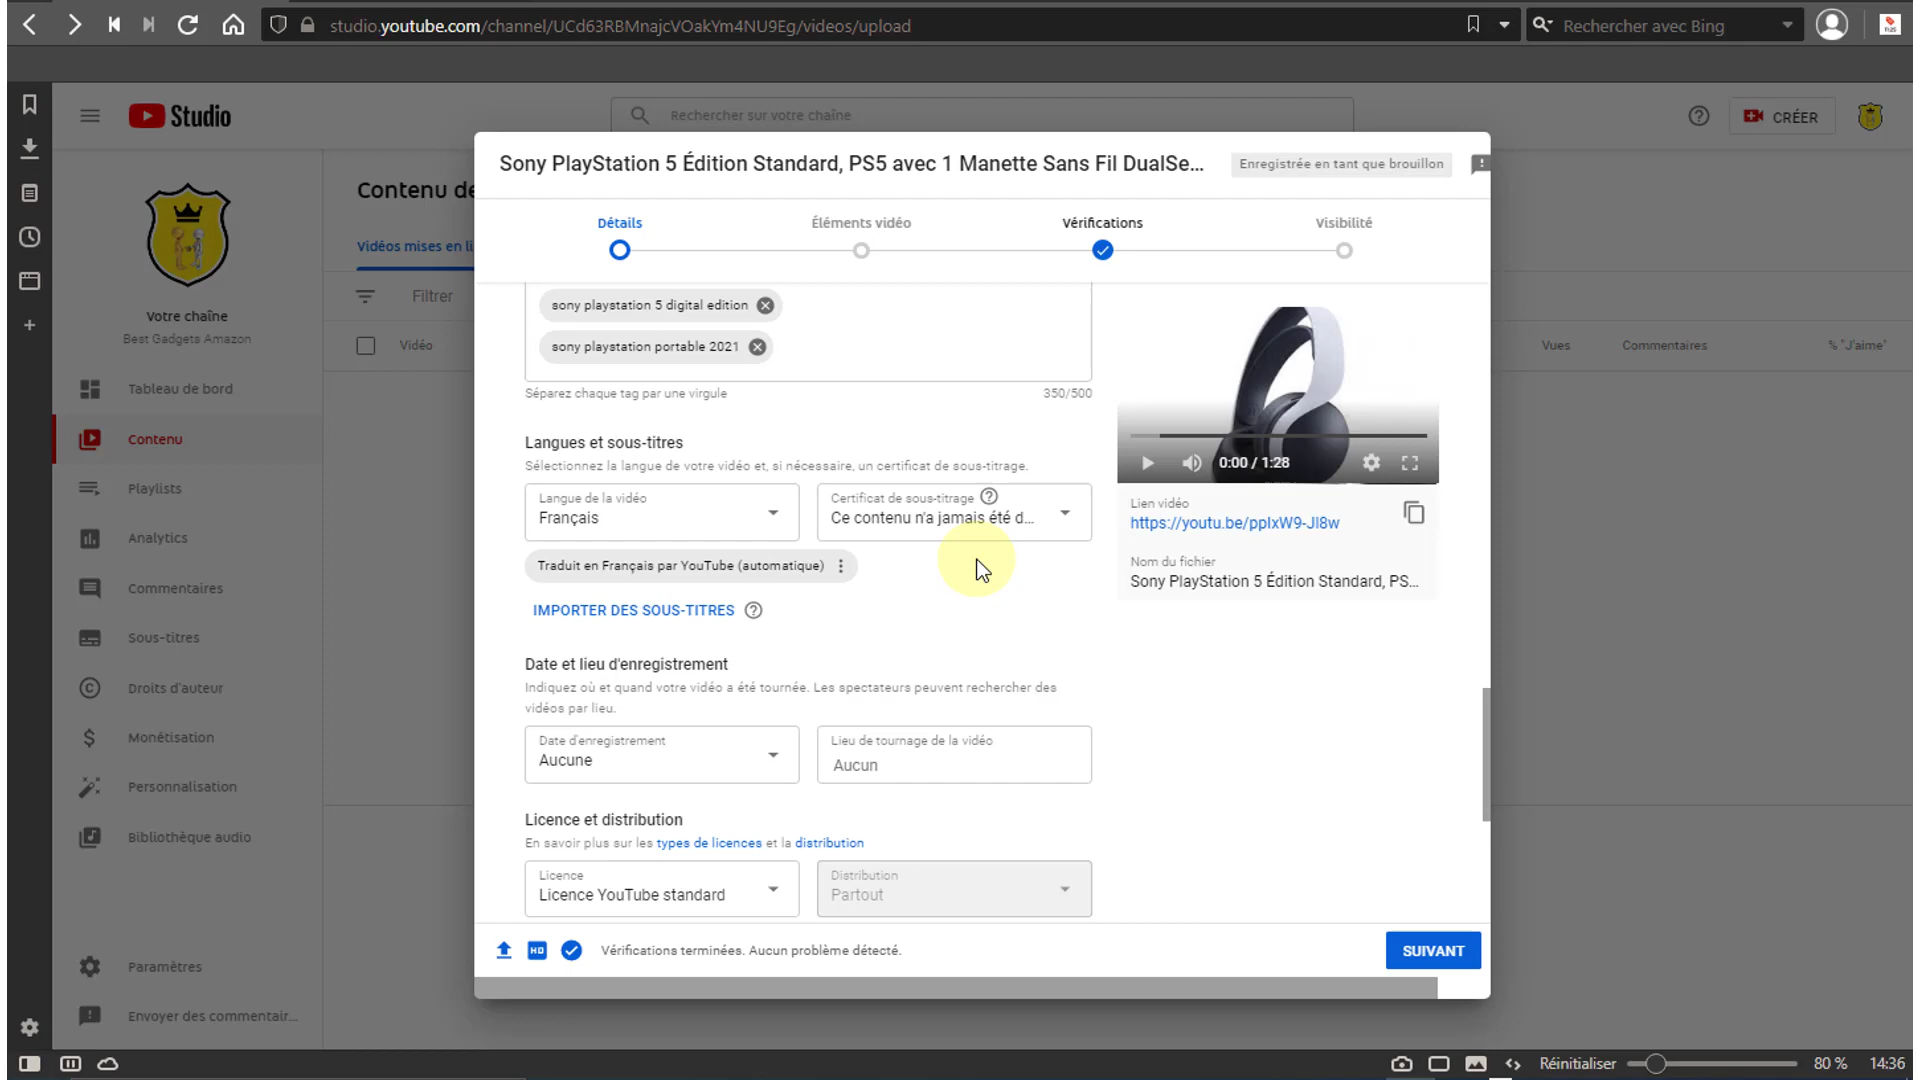 studio.youtube.com/channel/UCd63RBMnajcVOakYm4NU9Eg/videos/upload
Rechercher avec Bing
Studio
Rechercher sur votre chaîne
CRÉER
Sony PlayStation 5 Édition Standard, PS5 avec 1 Manette Sans Fil DualSe...
Enregistrée en tant que brouillon
Contenu de
Détails
Éléments vidéo
Vérifications
Visibilité
Vidéos mises en li
Filtrer
Vidéo
Vues
Commentaires
% "J'aime"
Votre chaîne
Best Gadgets Amazon
Tableau de bord
Contenu
Playlists
Analytics
Commentaires
Sous-titres
Droits d'auteur
Monétisation
Personnalisation
Bibliothèque audio
Paramètres
Envoyer des commentair...
sony playstation 5 digital edition
sony playstation portable 2021
Séparez chaque tag par une virgule
350/500
Langues et sous-titres
Sélectionnez la langue de votre vidéo et, si nécessaire, un certificat de sous-titrage.
Langue de la vidéo
Français
Certificat de sous-titrage
Ce contenu n'a jamais été d...
Traduit en Français par YouTube (automatique)
IMPORTER DES SOUS-TITRES
Date et lieu d'enregistrement
Indiquez où et quand votre vidéo a été tournée. Les spectateurs peuvent rechercher des
vidéos par lieu.
Date d'enregistrement
Aucune
Lieu de tournage de la vidéo
Aucun
Licence et distribution
En savoir plus sur les types de licences et la distribution
Licence
Licence YouTube standard
Distribution
Partout
0:00 / 1:28
Lien vidéo
https://youtu.be/pplxW9-JI8w
Nom du fichier
Sony PlayStation 5 Édition Standard, PS...
HD
Vérifications terminées. Aucun problème détecté.
SUIVANT
Réinitialiser
80 %
14:36